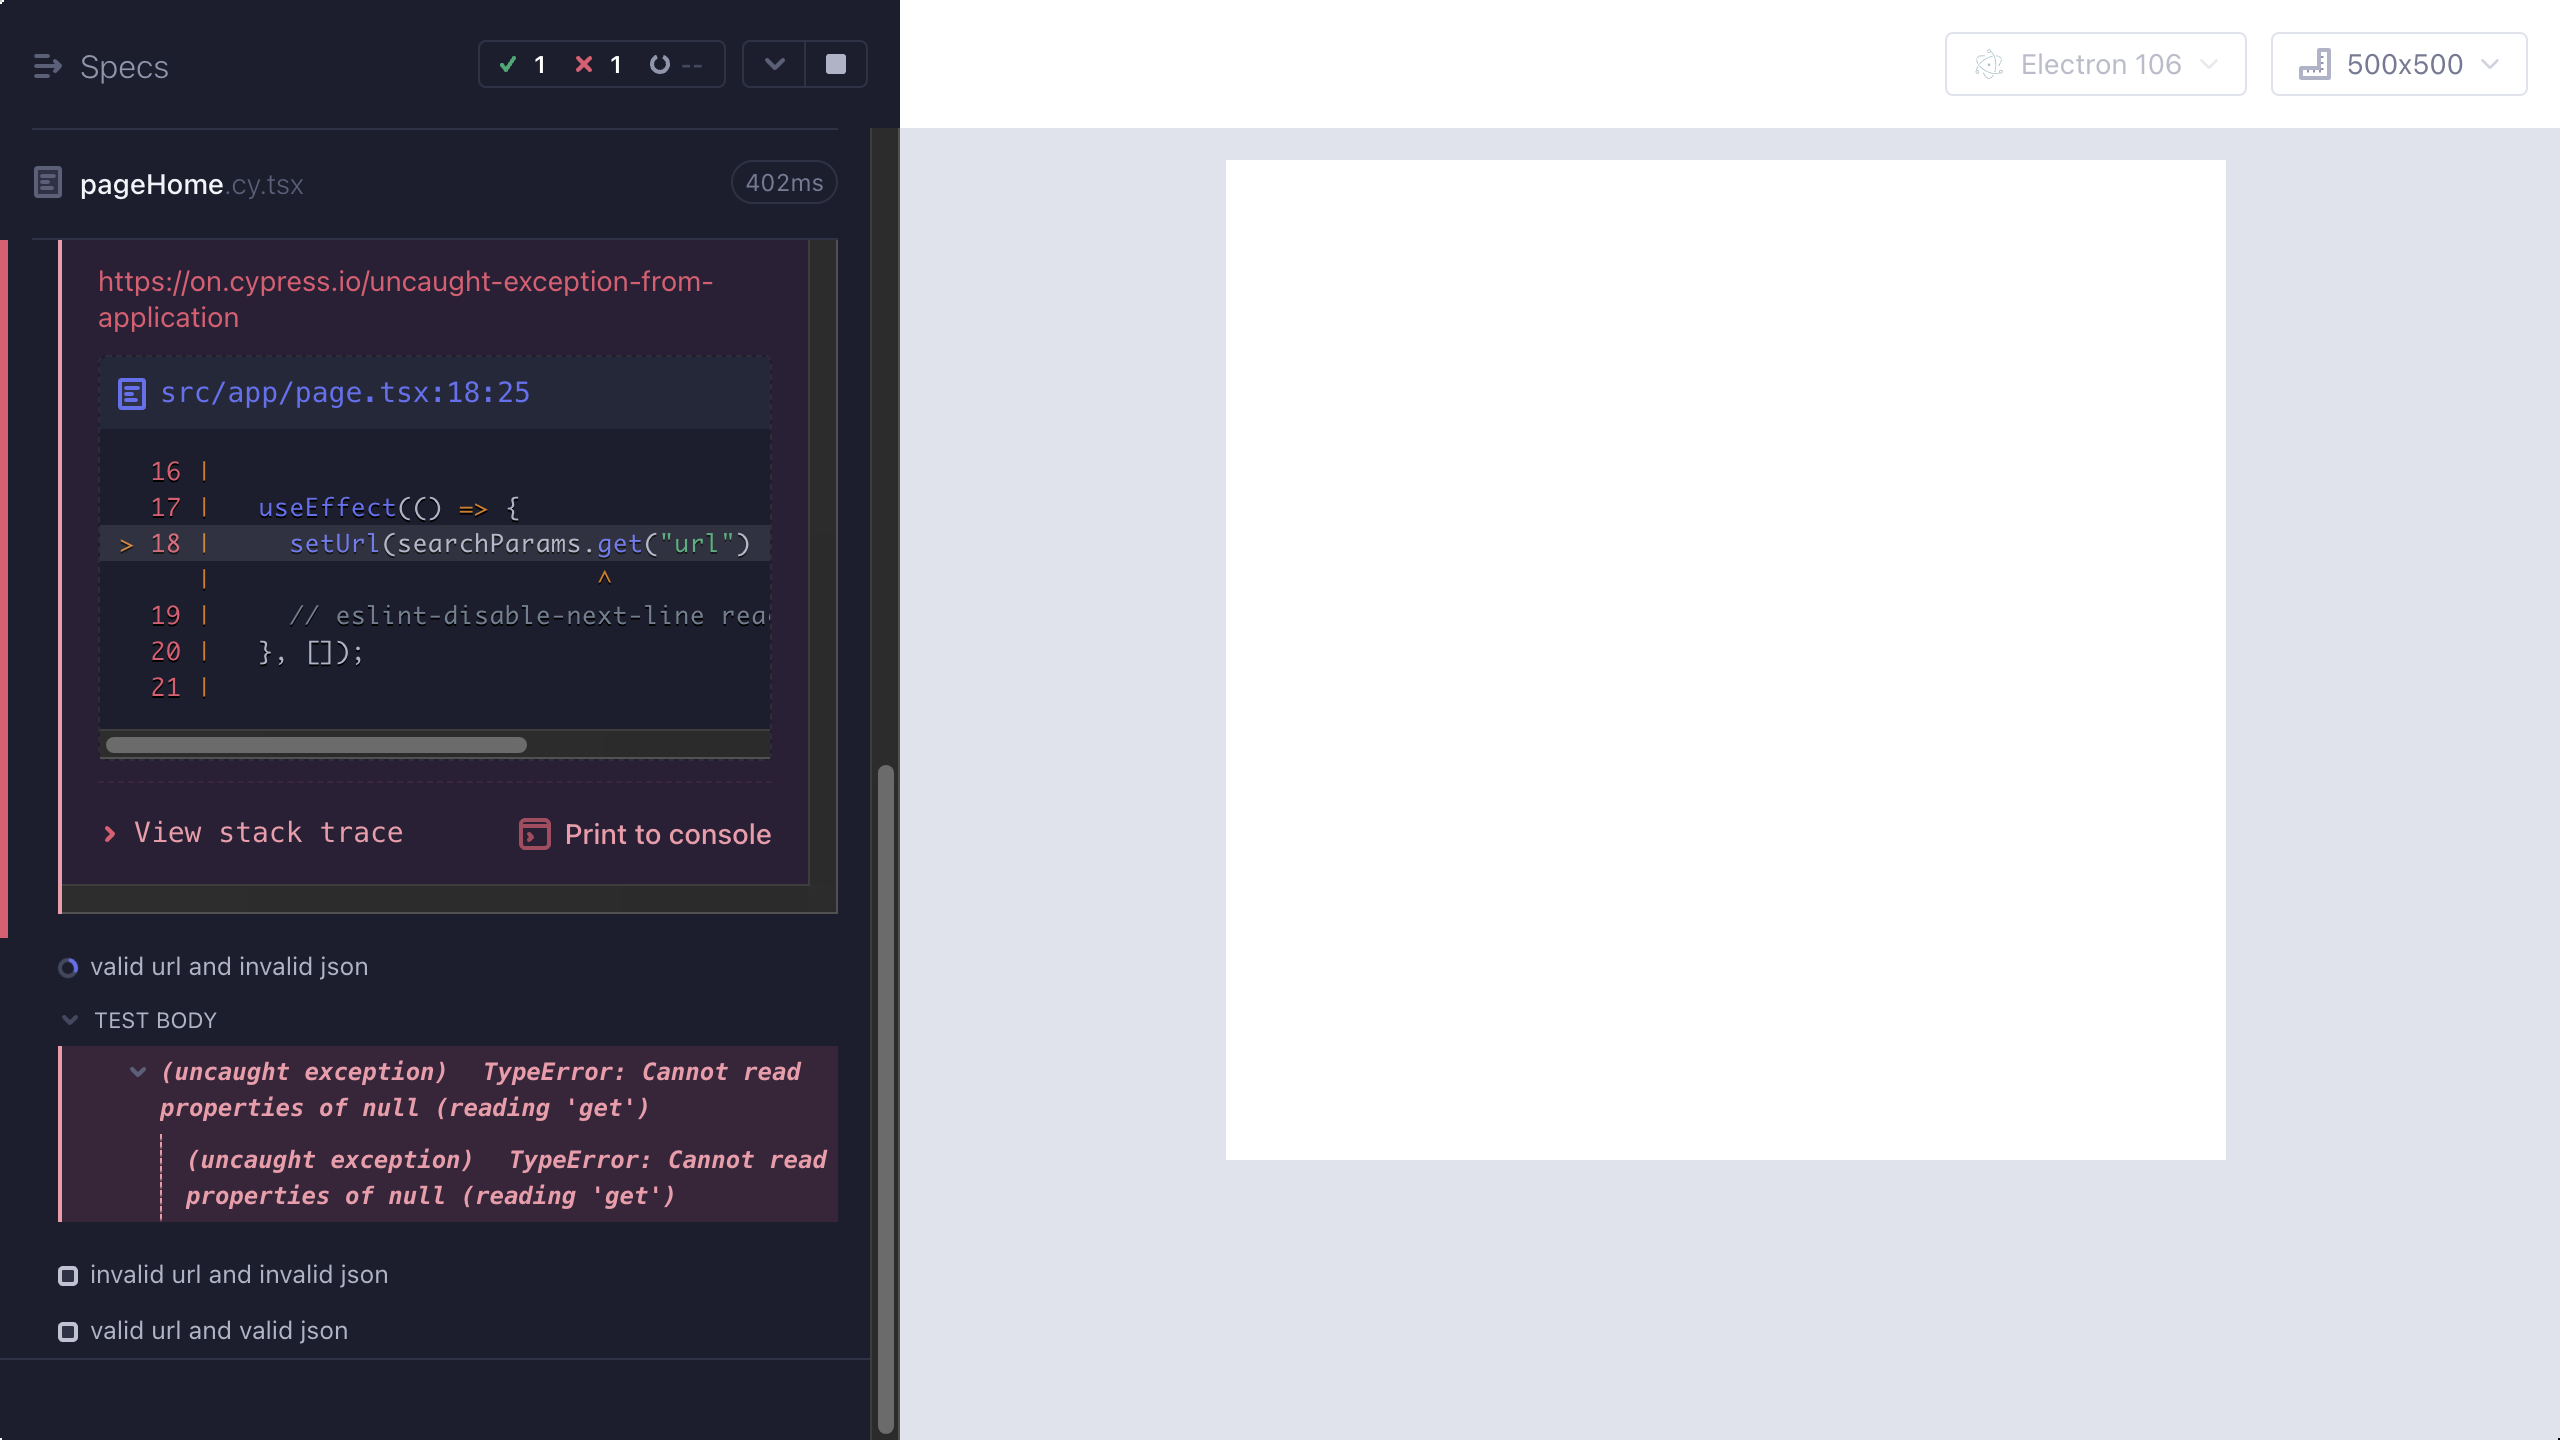 Specs
1 1 --
Electron 106
500x500
pageHome.cy.tsx
402ms
https://on.cypress.io/uncaught-exception-from-
application
src/app/page.tsx:18:25
16 |
17 | useEffect(() => {
> 18 | setUrl(searchParams.get("url")
| ^
19 | // eslint-disable-next-line rea
20 | }, []);
21 |
View stack trace
Print to console
valid url and invalid json
TEST BODY
(uncaught exception) TypeError: Cannot read
properties of null (reading 'get')
(uncaught exception) TypeError: Cannot read
properties of null (reading 'get')
invalid url and invalid json
valid url and valid json